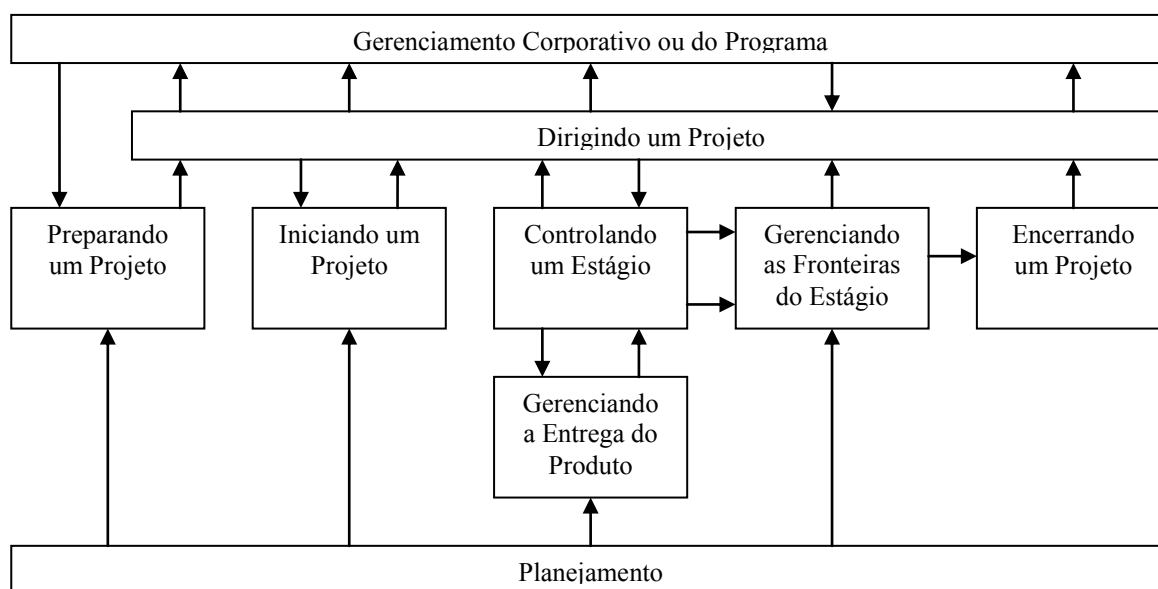 Gerenciamento Corporativo ou do Programa
Dirigindo um Projeto
Preparando
um Projeto
Iniciando um
Projeto
Controlando
um Estágio
Gerenciando
as Fronteiras
do Estágio
Encerrando
um Projeto
Gerenciando
a Entrega do
Produto
Planejamento